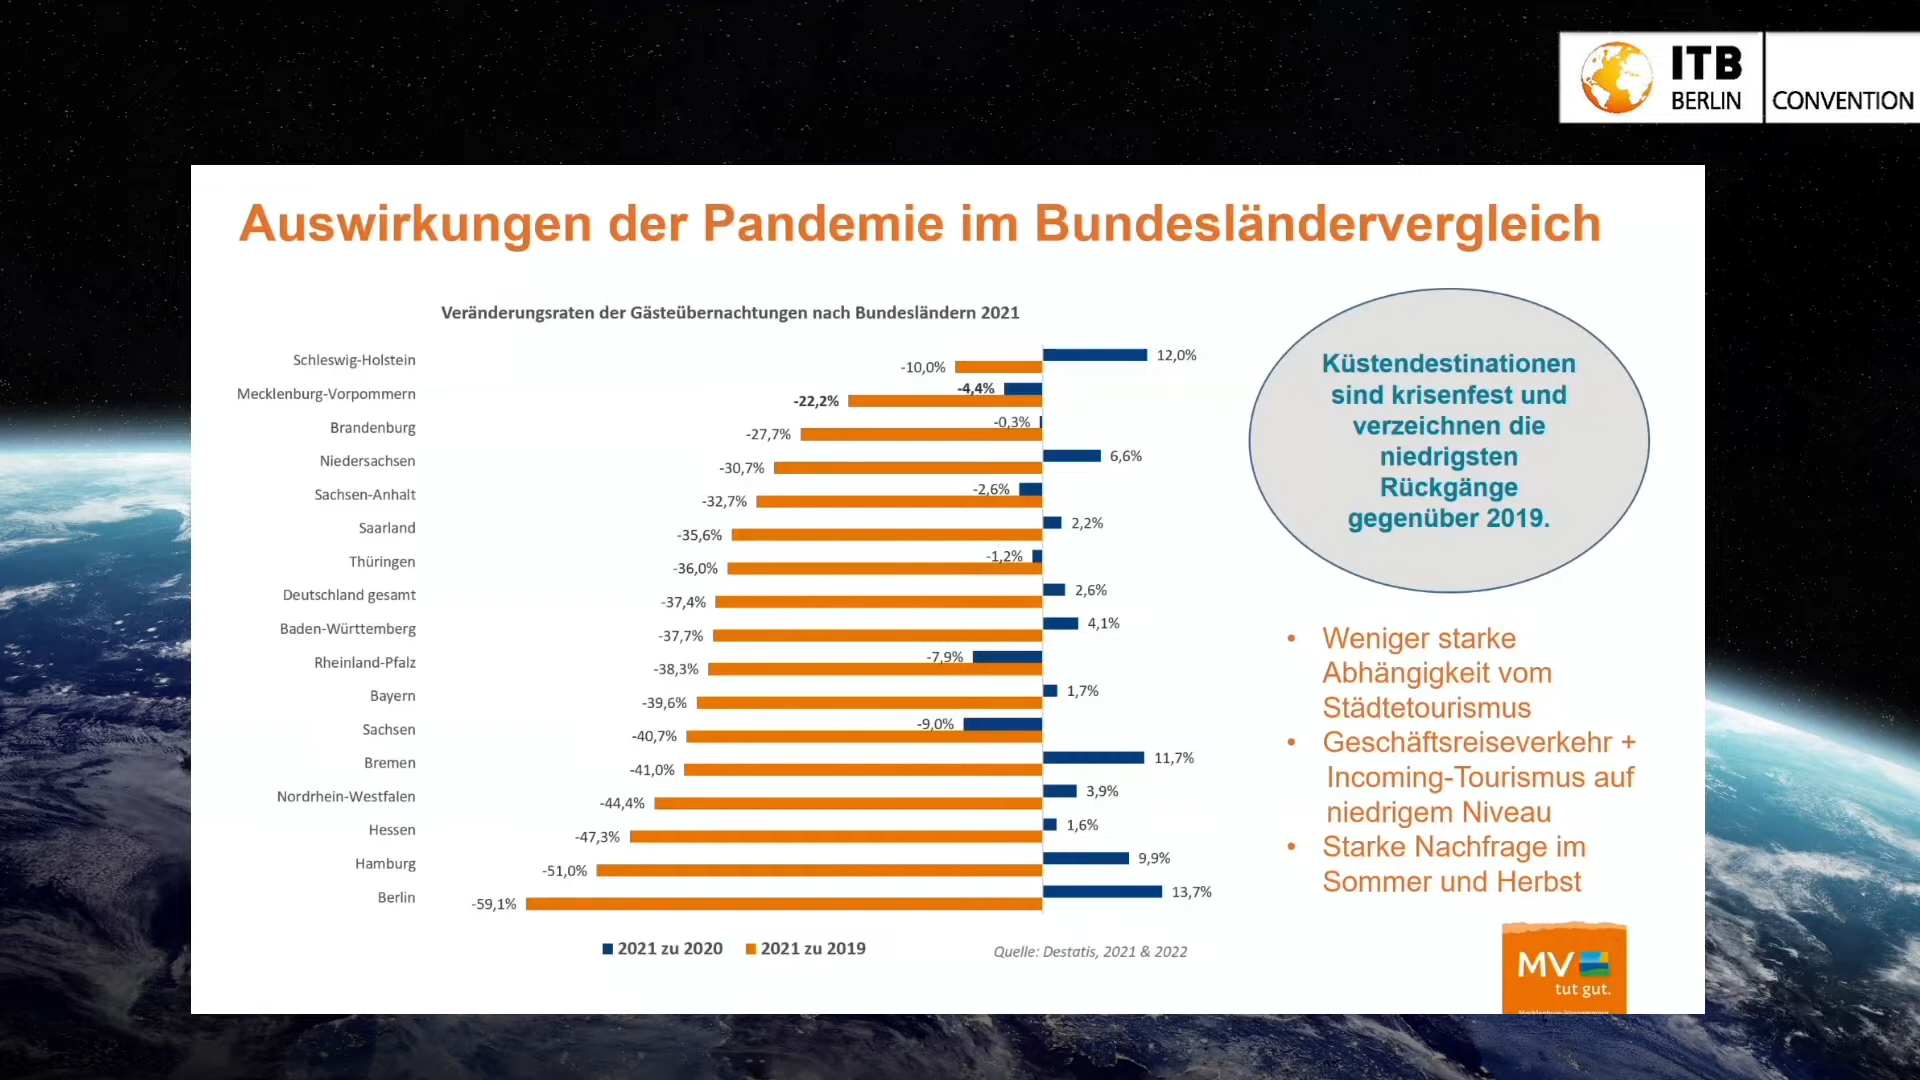 ITB
BERLIN
CONVENTION
Auswirkungen der Pandemie im Bundesländervergleich
Veränderungsraten der Gästeübernachtungen nach Bundesländern 2021
Schleswig-Holstein -10,0% 12,0%
Mecklenburg-Vorpommern -22,2% -4,4%
Brandenburg -27,7% -0,3%
Niedersachsen -30,7% 6,6%
Sachsen-Anhalt -32,7% -2,6%
Saarland -35,6% 2,2%
Thüringen -36,0% -1,2%
Deutschland gesamt -37,4% 2,6%
Baden-Württemberg -37,7% 4,1%
Rheinland-Pfalz -38,3% -7,9%
Bayern -39,6% 1,7%
Sachsen -40,7% -9,0%
Bremen -41,0% 11,7%
Nordrhein-Westfalen -44,4% 3,9%
Hessen -47,3% 1,6%
Hamburg -51,0% 9,9%
Berlin -59,1% 13,7%
2021 zu 2020 2021 zu 2019
Quelle: Destatis, 2021 & 2022
Küstendestinationen
sind krisenfest und
verzeichnen die
niedrigsten
Rückgänge
gegenüber 2019.
• Weniger starke
Abhängigkeit vom
Städtetourismus
• Geschäftsreiseverkehr +
Incoming-Tourismus auf
niedrigem Niveau
• Starke Nachfrage im
Sommer und Herbst
MV
tut gut.